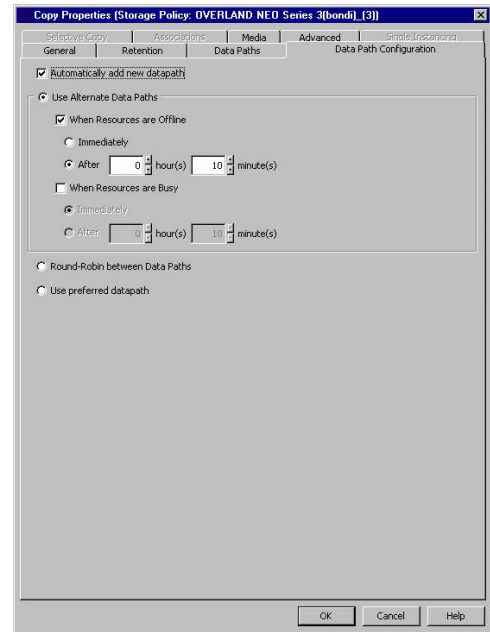 Copy Properties (Storage Policy: OVERLAND NEO Series 3(bondi)_(3))
Selective Copy Associations Media Advanced Single Instancing
General Retention Data Paths Data Path Configuration
Automatically add new datapath
Use Alternate Data Paths
When Resources are Offline
Immediately
After 0 hour(s) 10 minute(s)
When Resources are Busy
Immediately
After 0 hour(s) 10 minute(s)
Round-Robin between Data Paths
Use preferred datapath
OK Cancel Help